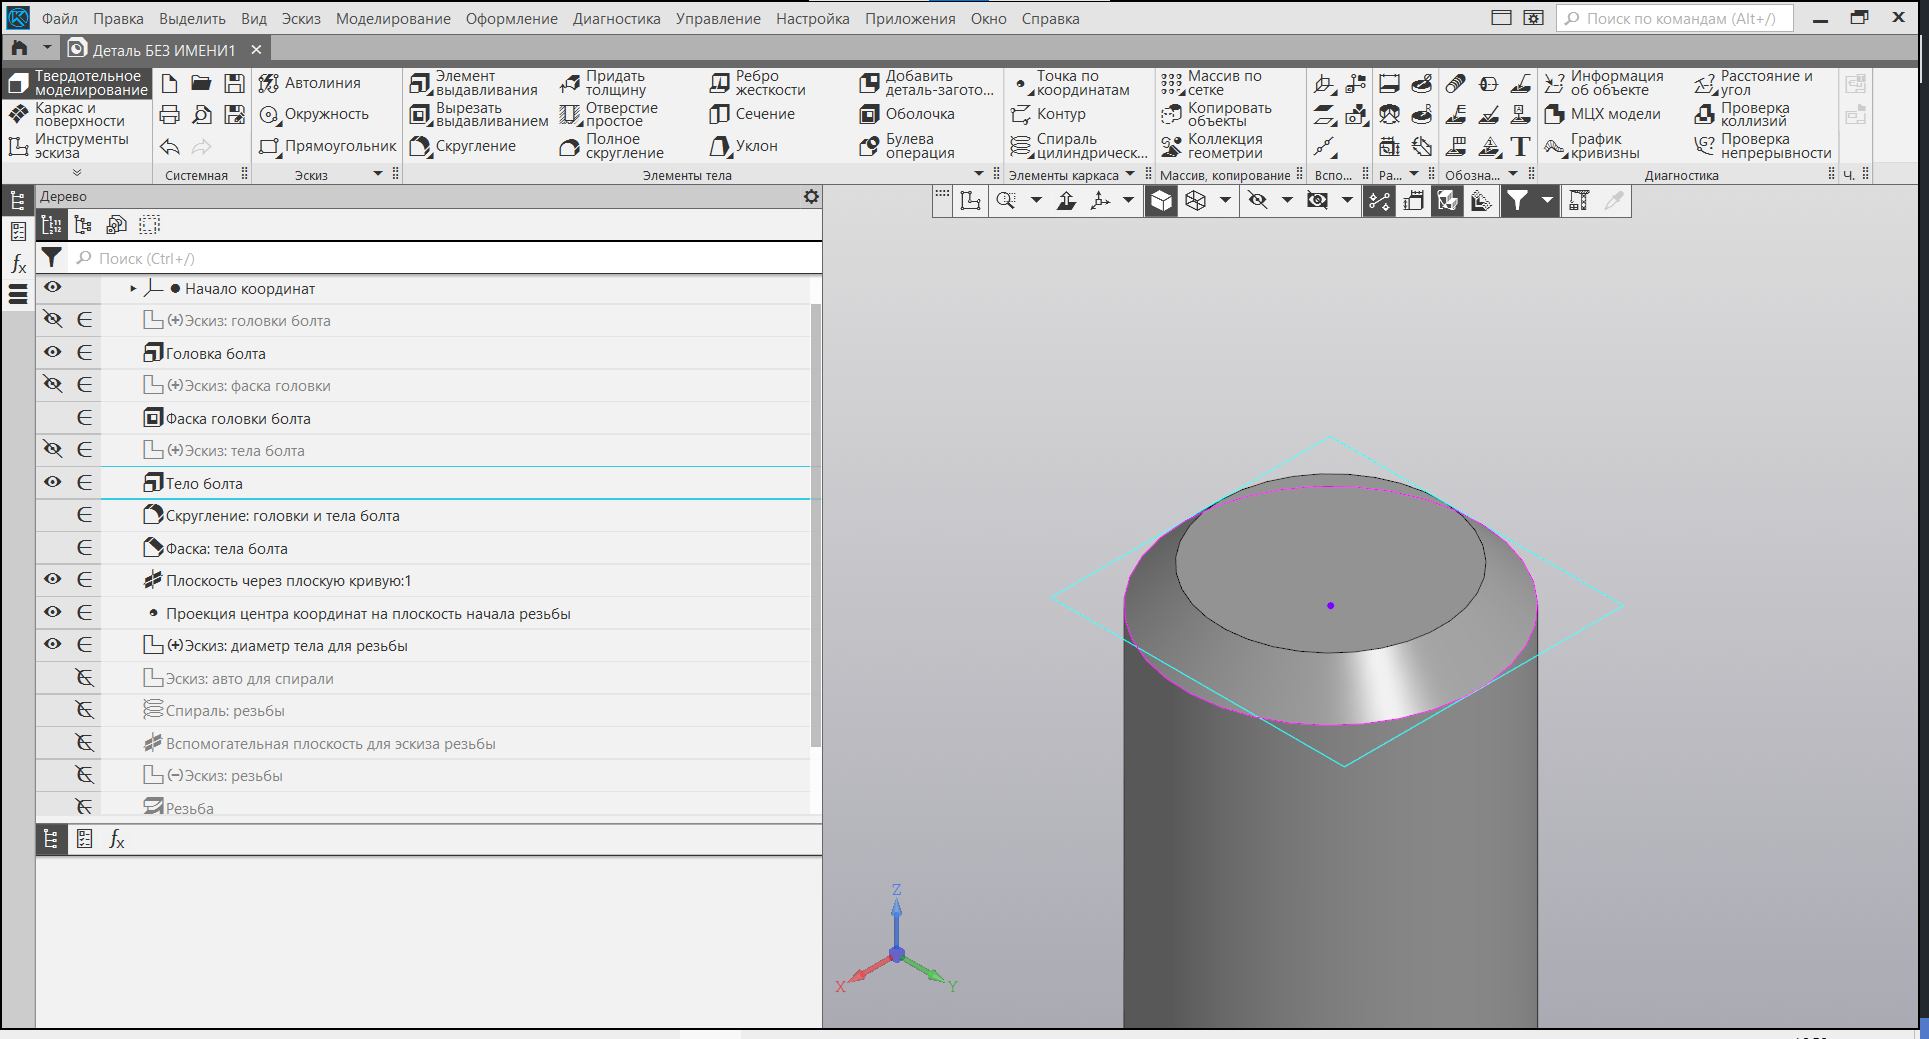 Файл Правка Выделить Вид Эскиз Моделирование Оформление Диагностика Управление Настройка Приложения Окно Справка Поиск по командам (Alt+/)
Деталь БЕЗ ИМЕНИ1
Твердотельное моделирование
Каркас и поверхности
Инструменты эскиза
Системная
Автолиния
Окружность
Прямоугольник
Эскиз
Элемент выдавливания
Вырезать выдавливанием
Скругление
Придать толщину
Отверстие простое
Полное скругление
Ребро жесткости
Сечение
Уклон
Добавить деталь-загото...
Оболочка
Булева операция
Элементы тела
Точка по координатам
Контур
Спираль цилиндрическ...
Элементы каркаса
Массив по сетке
Копировать объекты
Коллекция геометрии
Массив, копирование
Вспо...
Ра...
Обозна...
Информация об объекте
МЦХ модели
График кривизны
Расстояние и угол
Проверка коллизий
Проверка непрерывности
Диагностика
Ч.
Дерево
Поиск (Ctrl+/)
Начало координат
(+)Эскиз: головки болта
Головка болта
(+)Эскиз: фаска головки
Фаска головки болта
(+)Эскиз: тела болта
Тело болта
Скругление: головки и тела болта
Фаска: тела болта
Плоскость через плоскую кривую:1
Проекция центра координат на плоскость начала резьбы
(+)Эскиз: диаметр тела для резьбы
Эскиз: авто для спирали
Спираль: резьбы
Вспомогательная плоскость для эскиза резьбы
(−)Эскиз: резьбы
Резьба
Z
X
Y